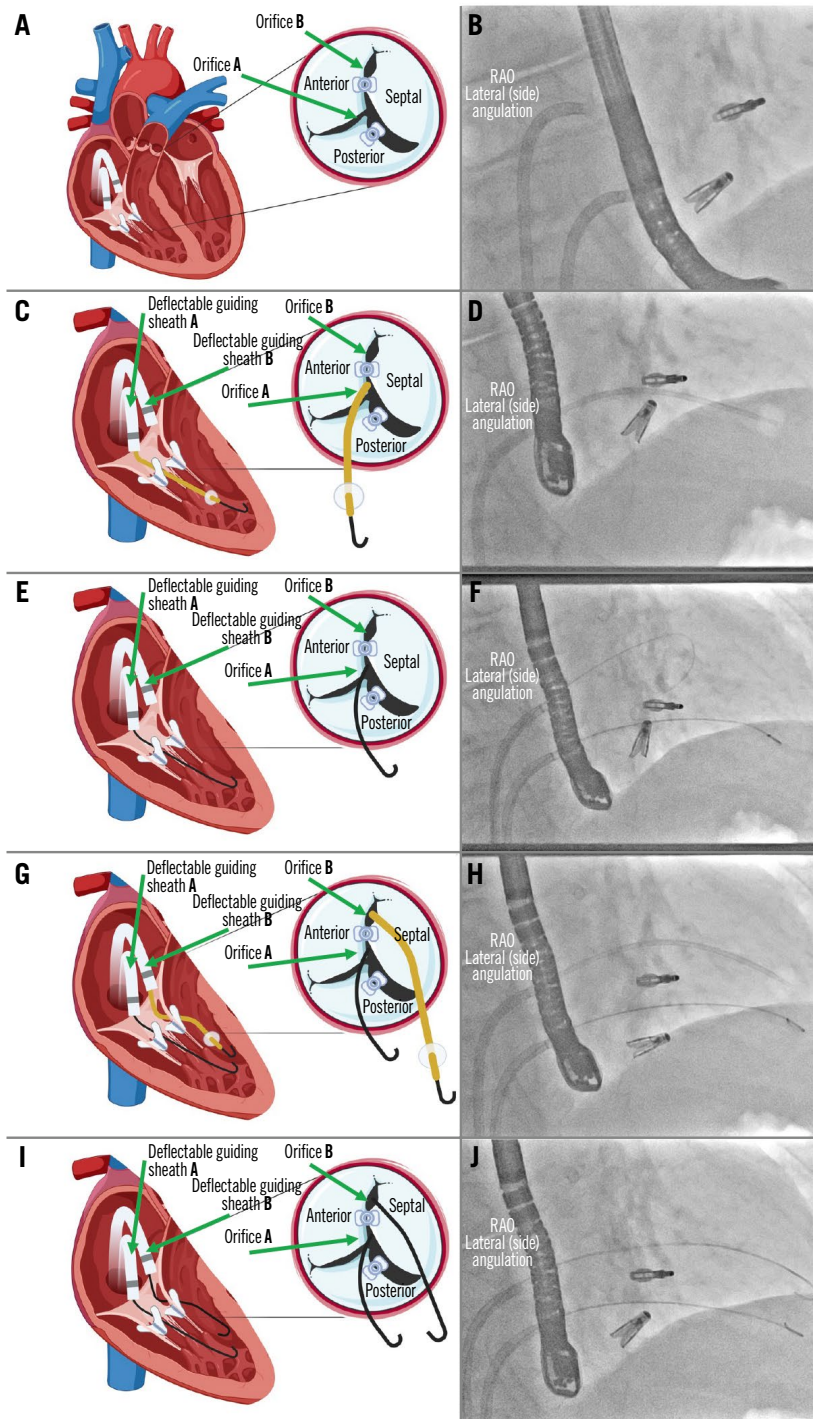 A
Orifice B
Orifice A
Anterior
Septal
Posterior
B
RAO
Lateral (side)
angulation
C
Deflectable guiding
sheath A
Deflectable guiding
sheath B
Orifice B
Orifice A
Anterior
Septal
Posterior
D
RAO
Lateral (side)
angulation
E
Deflectable guiding
sheath A
Deflectable guiding
sheath B
Orifice B
Orifice A
Anterior
Septal
Posterior
F
RAO
Lateral (side)
angulation
G
Deflectable guiding
sheath A
Deflectable guiding
sheath B
Orifice B
Orifice A
Anterior
Septal
Posterior
H
RAO
Lateral (side)
angulation
I
Deflectable guiding
sheath A
Deflectable guiding
sheath B
Orifice B
Orifice A
Anterior
Septal
Posterior
J
RAO
Lateral (side)
angulation